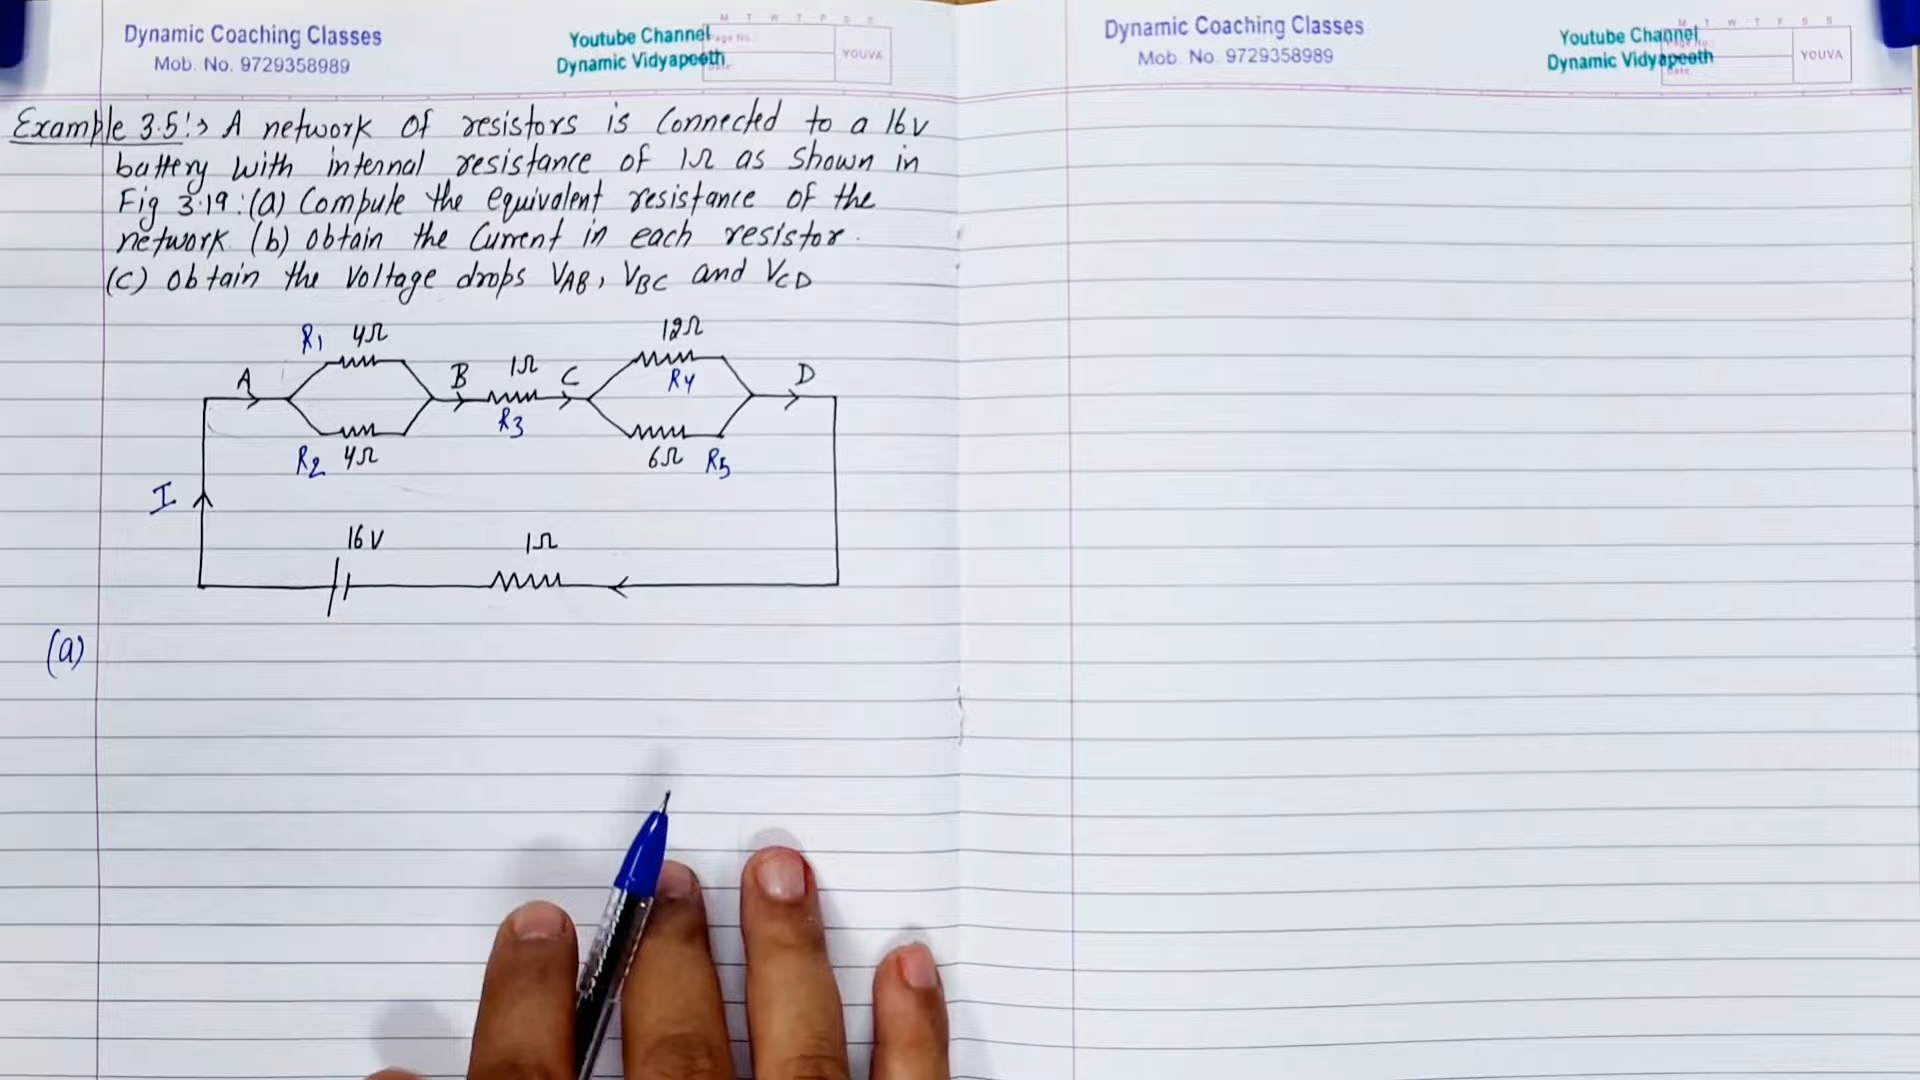 Dynamic Coaching Classes
Mob. No. 9729358989
Youtube Channel
Dynamic Vidyapeeth
M T W T F S S
Page No.:
Date:
YOUVA
Dynamic Coaching Classes
Mob. No. 9729358989
Youtube Channel
Dynamic Vidyapeeth
M T W T F S S
Date:
YOUVA
Example 3.5:→ A network of resistors is connected to a 16V
battery with internal resistance of 1Ω as shown in
Fig 3.19:(a) Compute the equivalent resistance of the
network. (b) obtain the current in each resistor.
(c) obtain the voltage drops VAB, VBC and VCD
R1 4Ω
12Ω
A
B
1Ω
C
R4
D
R3
R2 4Ω
6Ω R5
I
16V
1Ω
(a)